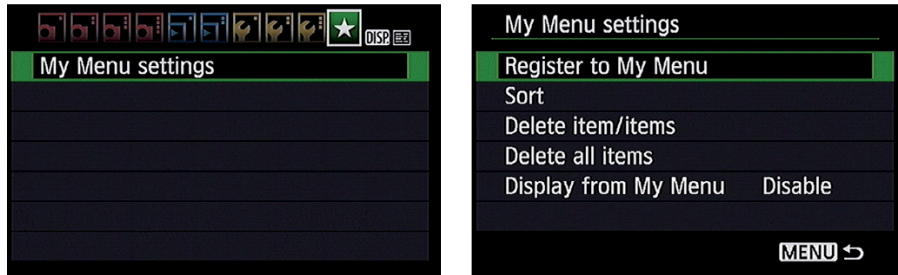 DISP.
My Menu settings
My Menu settings
Register to My Menu
Sort
Delete item/items
Delete all items
Display from My Menu Disable
MENU